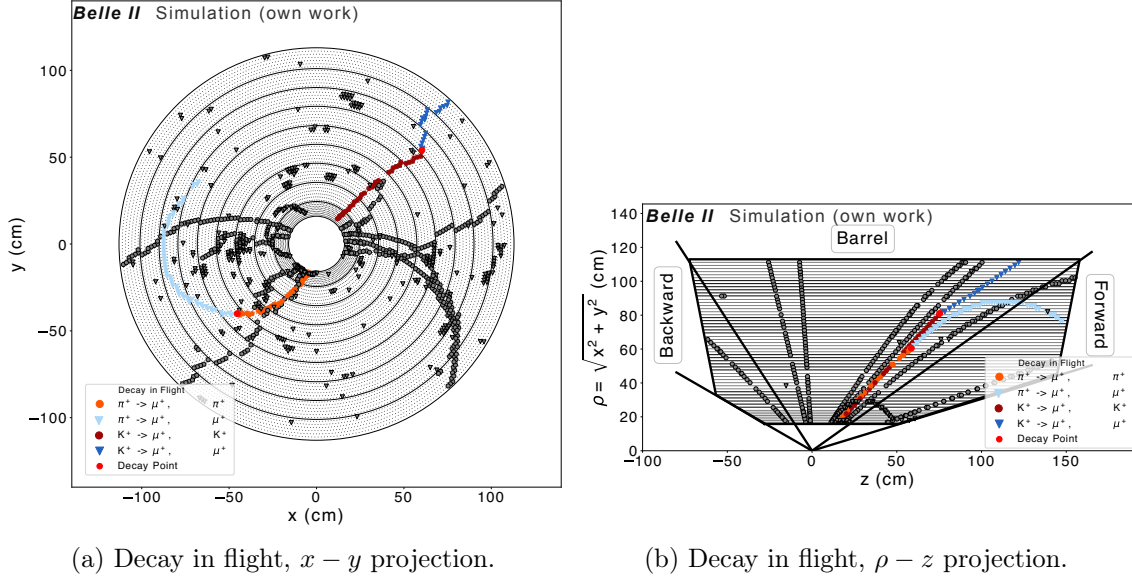 Belle II Simulation (own work)
y (cm)
100
50
0
−50
−100
Decay in Flight
π⁺ -> μ⁺, π⁺
π⁺ -> μ⁺, μ⁺
K⁺ -> μ⁺, K⁺
K⁺ -> μ⁺, μ⁺
Decay Point
−100 −50 0 50 100
x (cm)
(a) Decay in flight, x − y projection.
Belle II Simulation (own work)
Barrel
Backward
Forward
ρ = √x² + y² (cm)
140
120
100
80
60
40
20
0
Decay in Flight
π⁺ -> μ⁺, π⁺
π⁺ -> μ⁺, μ⁺
K⁺ -> μ⁺, K⁺
K⁺ -> μ⁺, μ⁺
Decay Point
−100 −50 0 50 100 150
z (cm)
(b) Decay in flight, ρ − z projection.